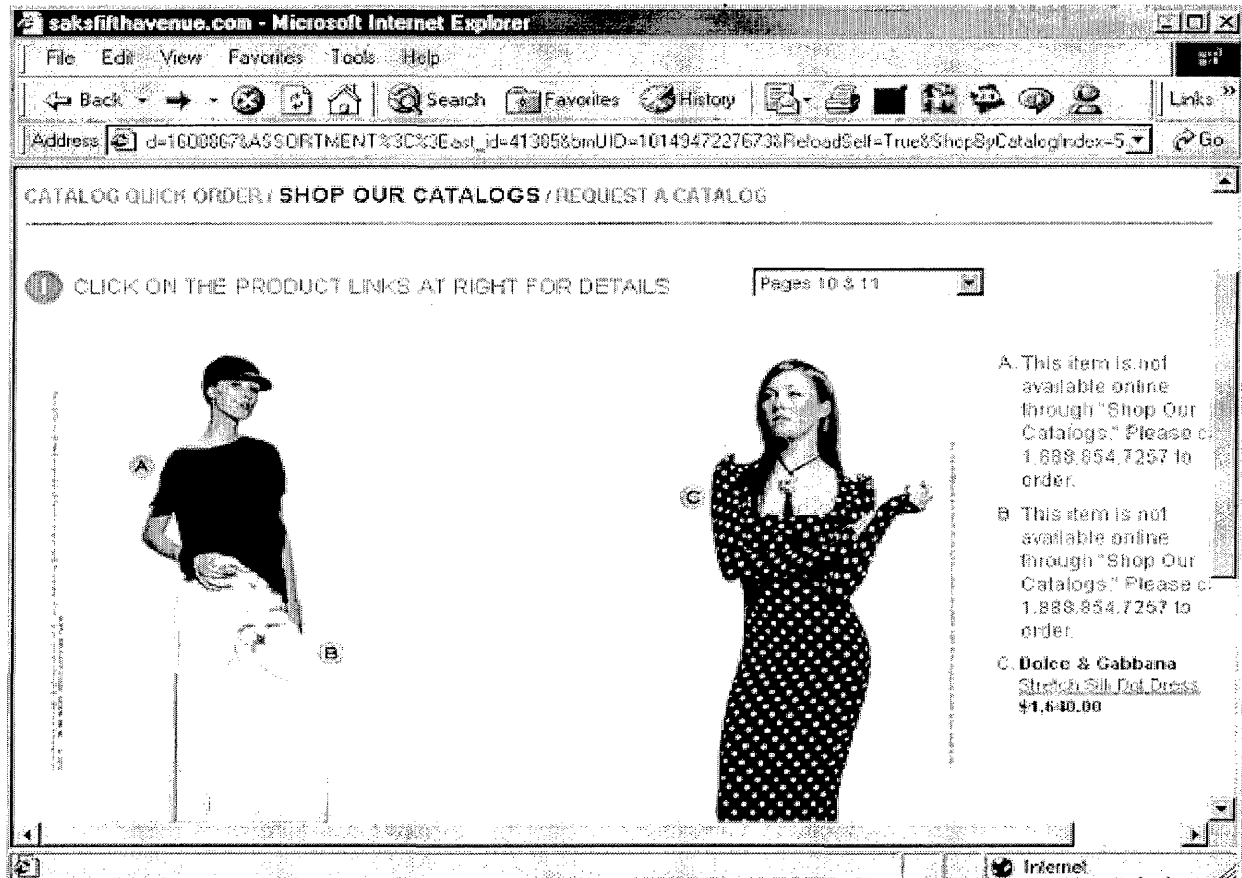 saksfifthavenue.com - Microsoft Internet Explorer
File Edit View Favorites Tools Help
Back Search Favorites History Links »
Address d=1608867&ASSORTMENT%3C%3East_id=41385&bmUID=1014947227673&ReloadSelf=True&ShopByCatalogIndex=5 Go
CATALOG QUICK ORDER / SHOP OUR CATALOGS / REQUEST A CATALOG
CLICK ON THE PRODUCT LINKS AT RIGHT FOR DETAILS
Pages 10 & 11
A
B
C
A. This item is not
available online
through "Shop Our
Catalogs." Please c
1.888.854.7257 to
order.
B This item is not
available online
through "Shop Our
Catalogs." Please c
1.888.854.7257 to
order.
C. Dolce & Gabbana
Stretch Silk Dot Dress
$1,640.00
Internet